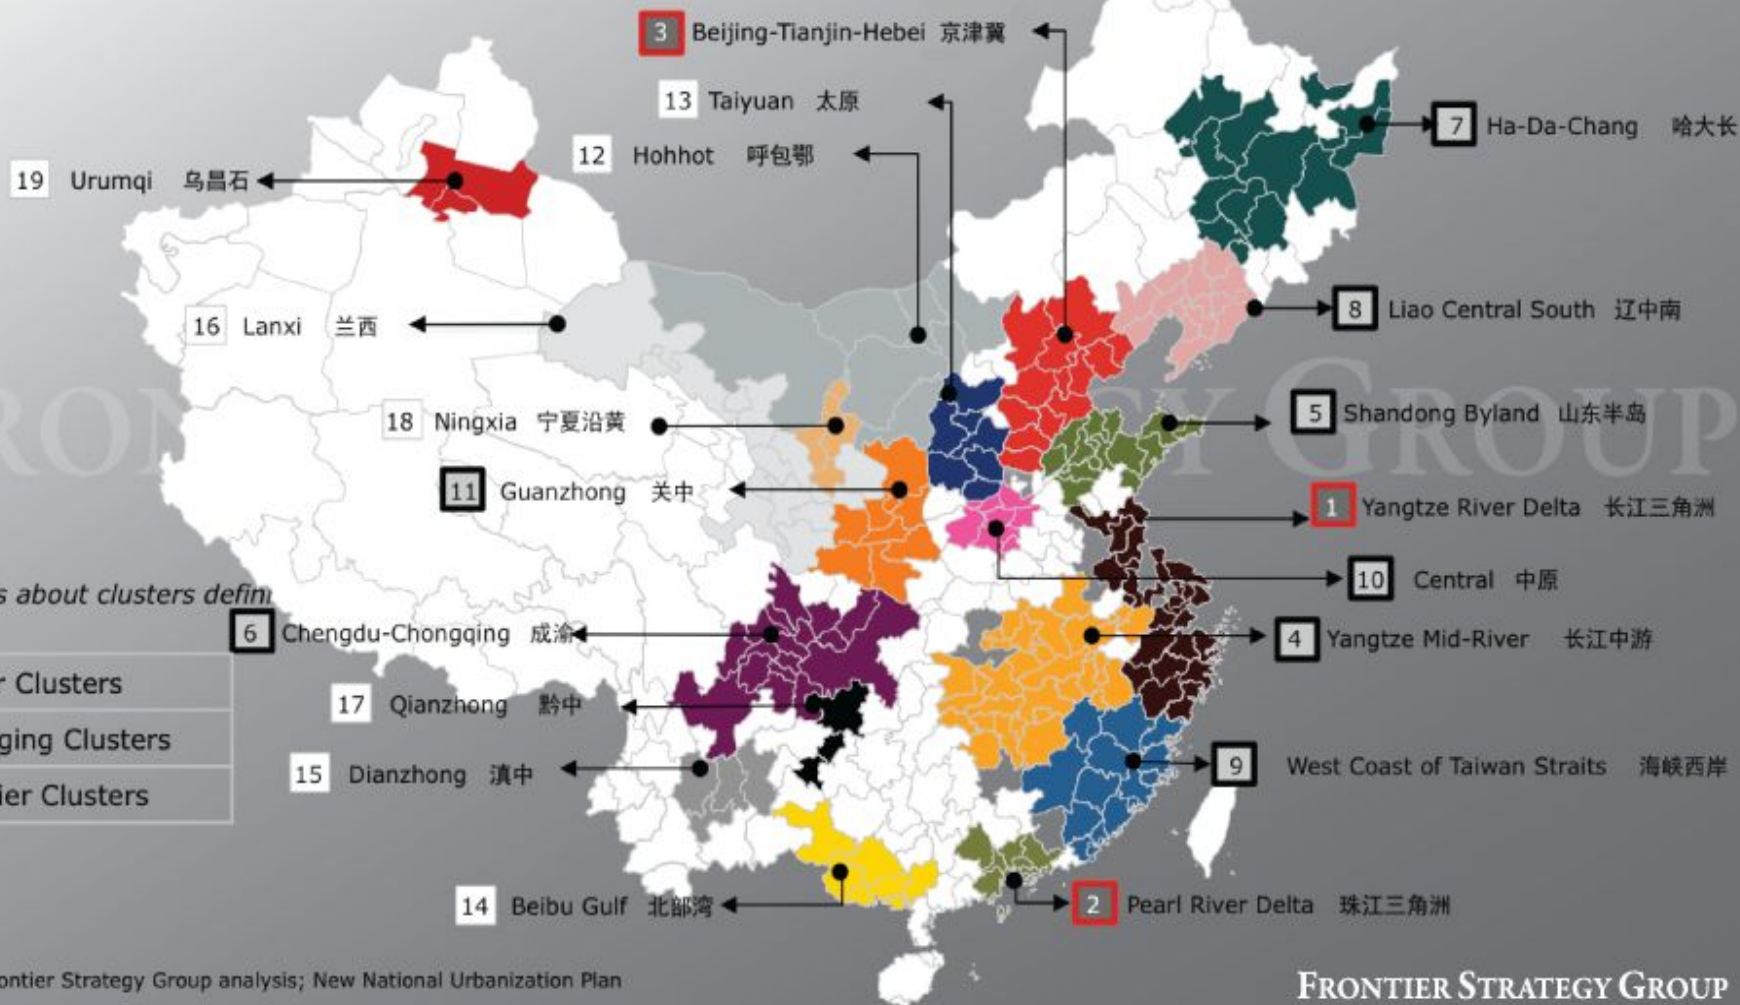 3 Beijing-Tianjin-Hebei 京津冀
13 Taiyuan 太原
12 Hohhot 呼包鄂
7 Ha-Da-Chang 哈大长
19 Urumqi 乌昌石
8 Liao Central South 辽中南
16 Lanxi 兰西
5 Shandong Byland 山东半岛
18 Ningxia 宁夏沿黄
11 Guanzhong 关中
1 Yangtze River Delta 长江三角洲
10 Central 中原
s about clusters defini
6 Chengdu-Chongqing 成渝
4 Yangtze Mid-River 长江中游
r Clusters
17 Qianzhong 黔中
ging Clusters
9 West Coast of Taiwan Straits 海峡西岸
15 Dianzhong 滇中
ier Clusters
14 Beibu Gulf 北部湾
2 Pearl River Delta 珠江三角洲
ontier Strategy Group analysis; New National Urbanization Plan
FRONTIER STRATEGY GROUP